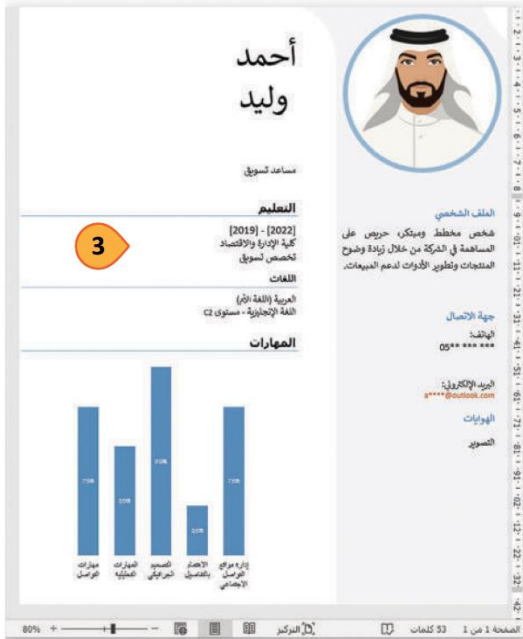 أحمد
وليد
مساعد تسويق
الملف الشخصي
شخص مخطط ومبتكر، حريص على
المساهمة في الشركة من خلال زيادة وضوح
المنتجات وتطوير الأدوات لدعم المبيعات.
جهة الاتصال
الهاتف:
05** *** ***
البريد الإلكتروني:
a****@outlook.com
الهوايات
التصوير
التعليم
[2019] - [2022]
كلية الإدارة والاقتصاد
تخصص تسويق
3
اللغات
العربية (اللغة الأم)
اللغة الإنجليزية - مستوى C2
المهارات
إدارة مواقع
التواصل
الاجتماعي
الاهتمام
بالتفاصيل
التصميم
الجرافيكي
المهارات
التحليلية
مهارات
التواصل
الصفحة 1 من 1
53 كلمات
التركيز
80%